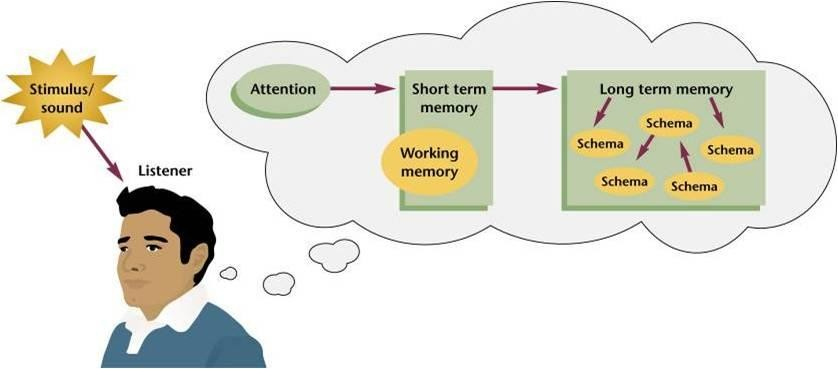 Stimulus/
sound
Listener
Attention
Short term
memory
Working
memory
Long term memory
Schema
Schema
Schema
Schema
Schema